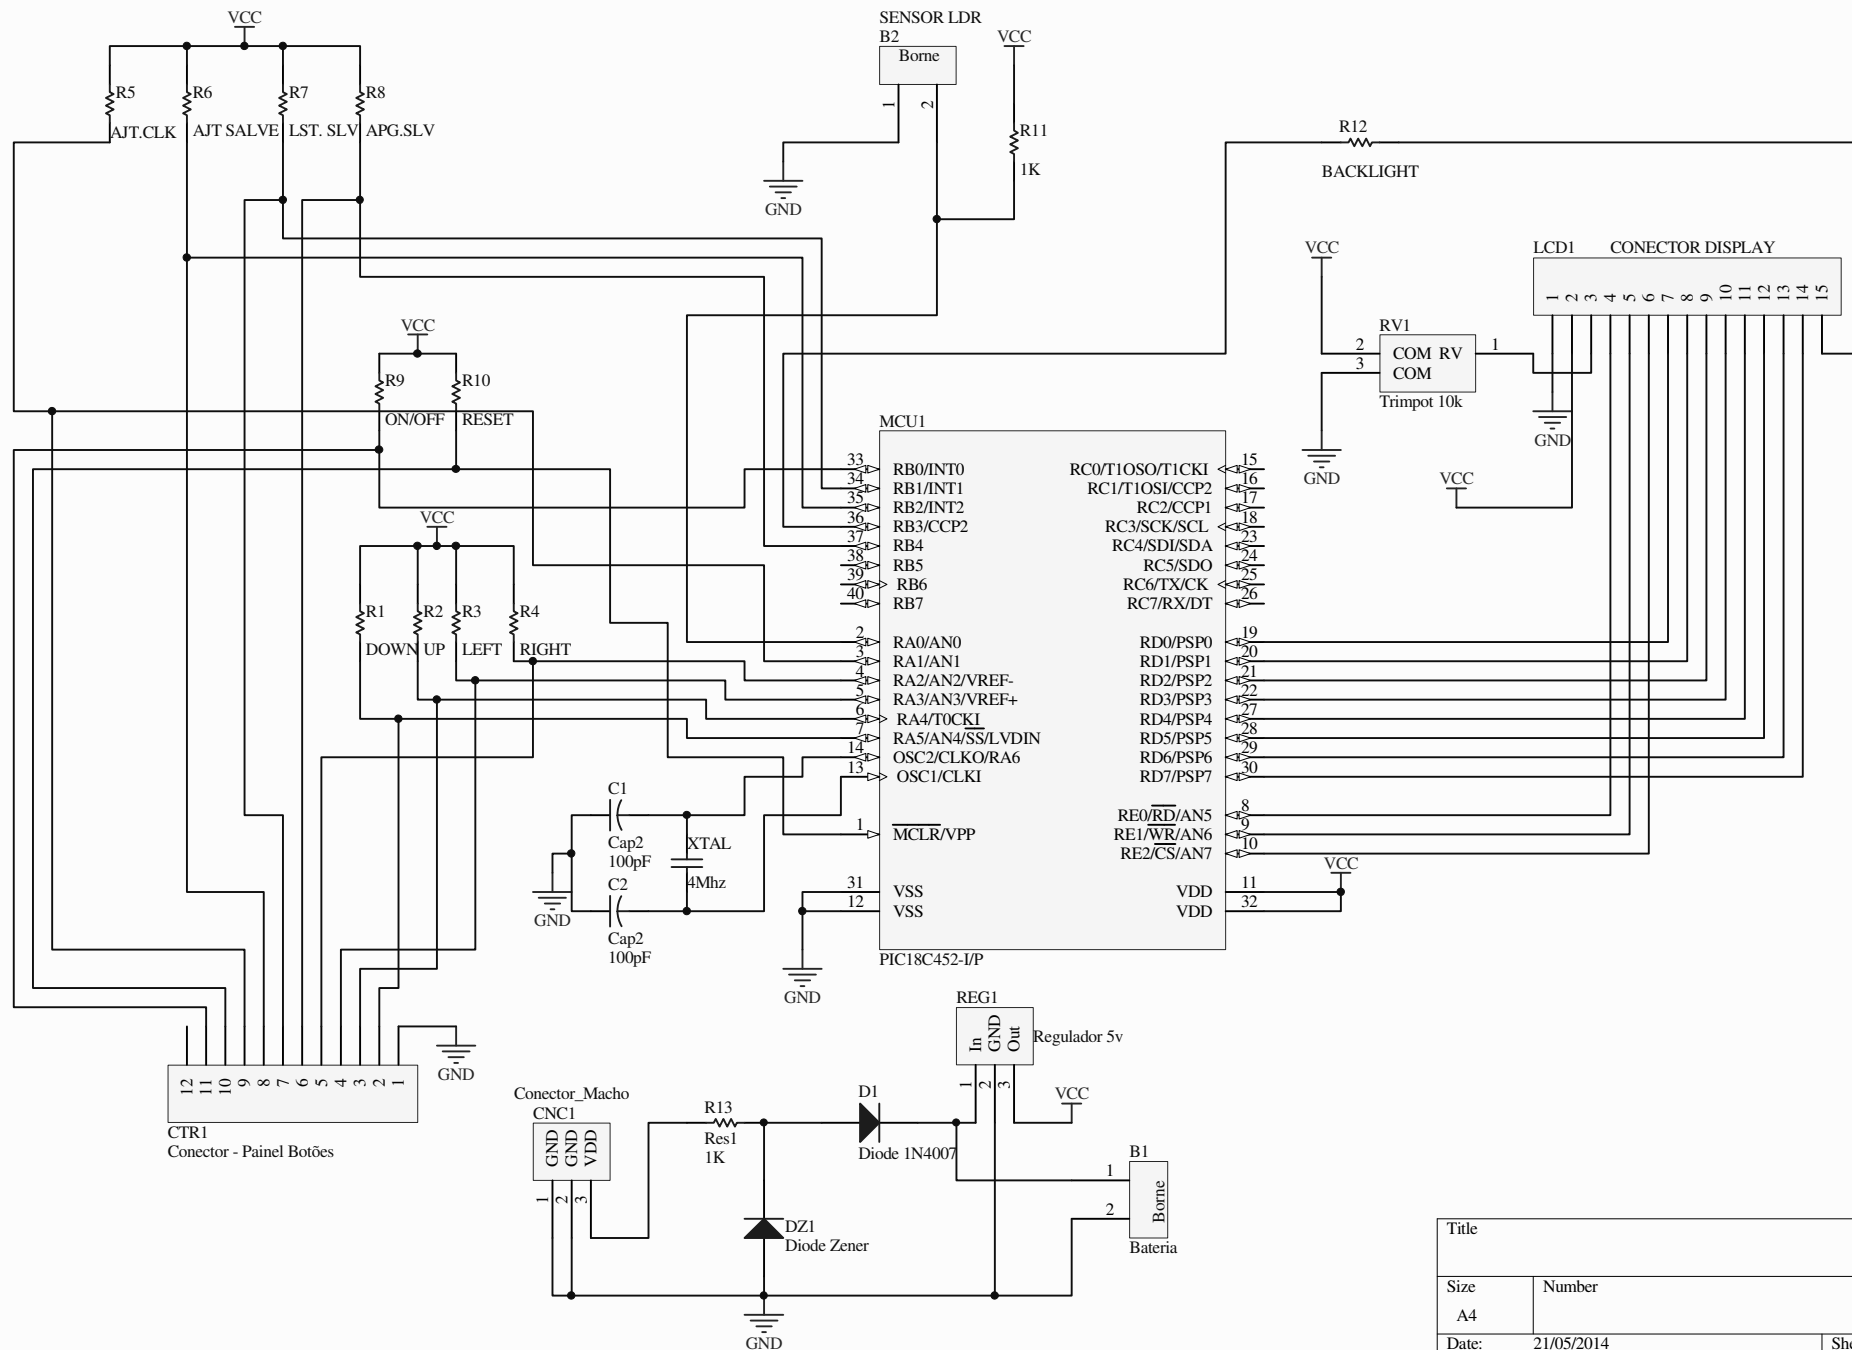 VCC
R5
R6
R7
R8
AJT.CLK
AJT SALVE
LST. SLV
APG.SLV
SENSOR LDR
B2
Borne
1
2
VCC
R11
1K
GND
R12
BACKLIGHT
VCC
LCD1
CONECTOR DISPLAY
1
2
3
4
5
6
7
8
9
10
11
12
13
14
15
RV1
2
3
COM RV
COM
1
Trimpot 10k
GND
GND
VCC
VCC
R9
R10
ON/OFF
RESET
VCC
R1
R2
R3
R4
DOWN
UP
LEFT
RIGHT
MCU1
33 RB0/INT0
34 RB1/INT1
35 RB2/INT2
36 RB3/CCP2
37 RB4
38 RB5
39 RB6
40 RB7
2 RA0/AN0
3 RA1/AN1
4 RA2/AN2/VREF-
5 RA3/AN3/VREF+
6 RA4/T0CKI
7 RA5/AN4/SS/LVDIN
14 OSC2/CLKO/RA6
13 OSC1/CLKI
1 MCLR/VPP
31 VSS
12 VSS
RC0/T1OSO/T1CKI 15
RC1/T1OSI/CCP2 16
RC2/CCP1 17
RC3/SCK/SCL 18
RC4/SDI/SDA 23
RC5/SDO 24
RC6/TX/CK 25
RC7/RX/DT 26
RD0/PSP0 19
RD1/PSP1 20
RD2/PSP2 21
RD3/PSP3 22
RD4/PSP4 27
RD5/PSP5 28
RD6/PSP6 29
RD7/PSP7 30
RE0/RD/AN5 8
RE1/WR/AN6 9
RE2/CS/AN7 10
VDD 11
VDD 32
VCC
PIC18C452-I/P
GND
C1
Cap2
100pF
XTAL
4Mhz
C2
Cap2
100pF
GND
GND
12
11
10
9
8
7
6
5
4
3
2
1
CTR1
Conector - Painel Botões
REG1
In
GND
Out
Regulador 5v
1
2
3
VCC
Conector_Macho
CNC1
GND
GND
VDD
1
2
3
R13
Res1
1K
D1
Diode 1N4007
DZ1
Diode Zener
B1
1
2
Borne
Bateria
GND
Title
Size
Number
A4
Date:
21/05/2014